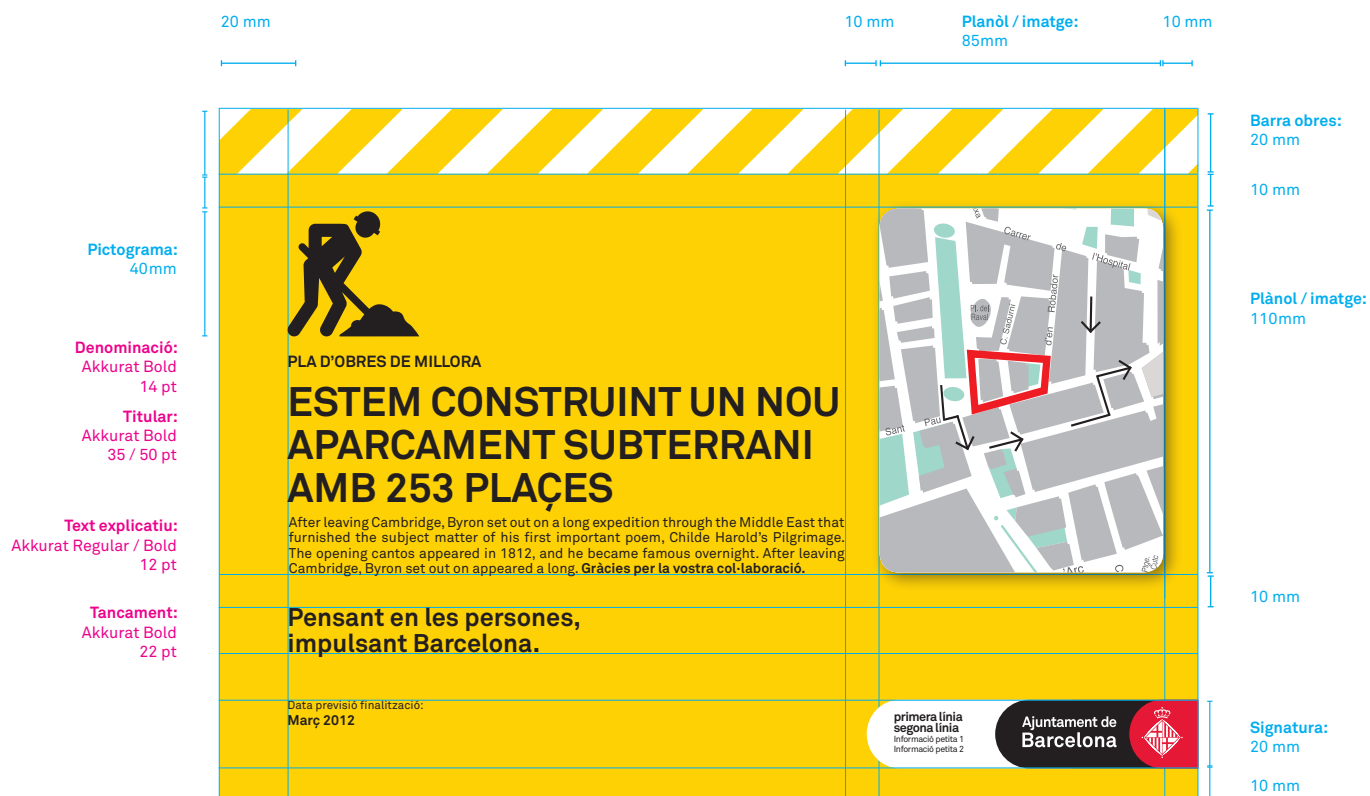 20 mm
10 mm
Planòl / imatge:
85mm
10 mm
Barra obres:
20 mm
10 mm
Pictograma:
40mm
Plànol / imatge:
110mm
Denominació:
Akkurat Bold
14 pt
Titular:
Akkurat Bold
35 / 50 pt
Text explicatiu:
Akkurat Regular / Bold
12 pt
Tancament:
Akkurat Bold
22 pt
PLA D'OBRES DE MILLORA
ESTEM CONSTRUINT UN NOU
APARCAMENT SUBTERRANI
AMB 253 PLAÇES
After leaving Cambridge, Byron set out on a long expedition through the Middle East that
furnished the subject matter of his first important poem, Childe Harold's Pilgrimage.
The opening cantos appeared in 1812, and he became famous overnight. After leaving
Cambridge, Byron set out on appeared a long. Gràcies per la vostra col·laboració.
Pensant en les persones,
impulsant Barcelona.
Data previsió finalització:
Març 2012
xa
Carrer de l'Hospital
Pl. del
Raval
C. Sadurní
d'en Robador
Sant Pau
l'Arc
C
Ptge.
10 mm
primera línia
segona línia
Informació petita 1
Informació petita 2
Ajuntament de
Barcelona
Signatura:
20 mm
10 mm